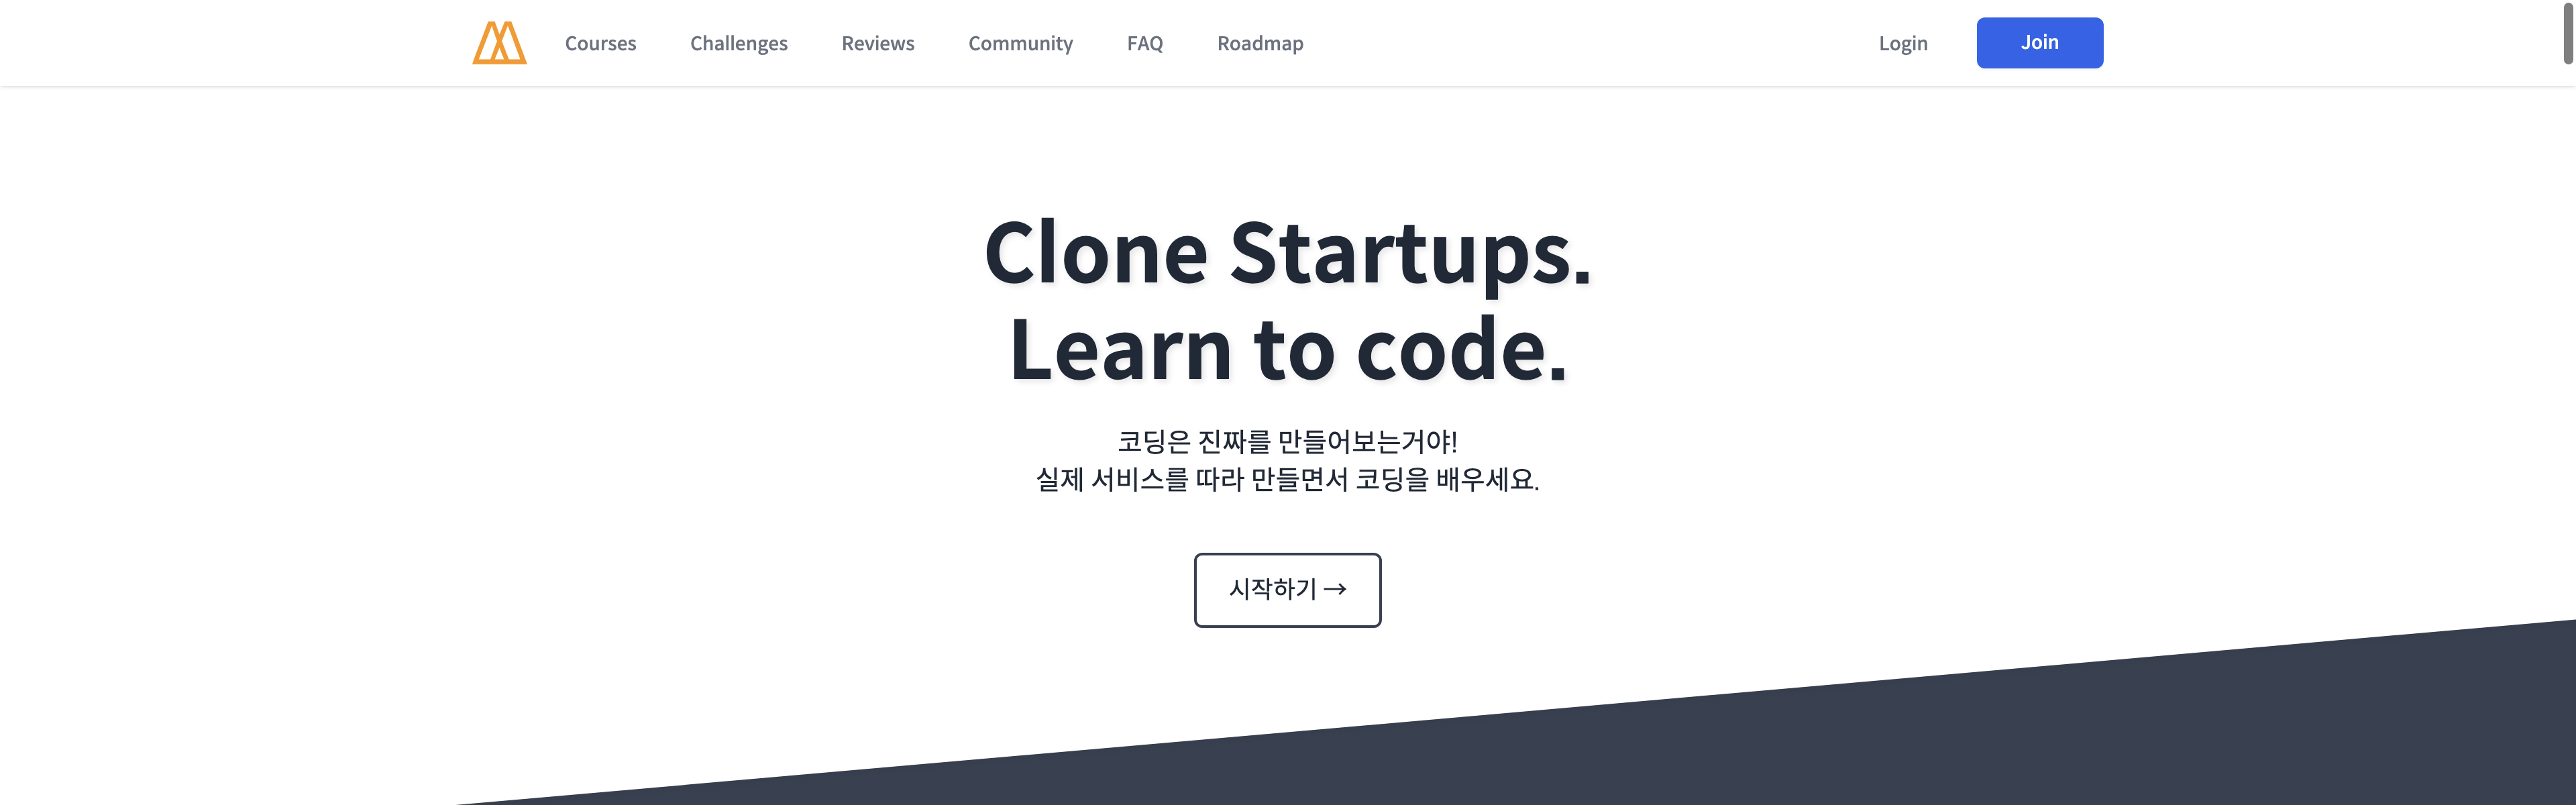 Courses Challenges Reviews Community FAQ Roadmap Login Join
Clone Startups.
Learn to code.
코딩은 진짜를 만들어보는거야!
실제 서비스를 따라 만들면서 코딩을 배우세요.
시작하기 →